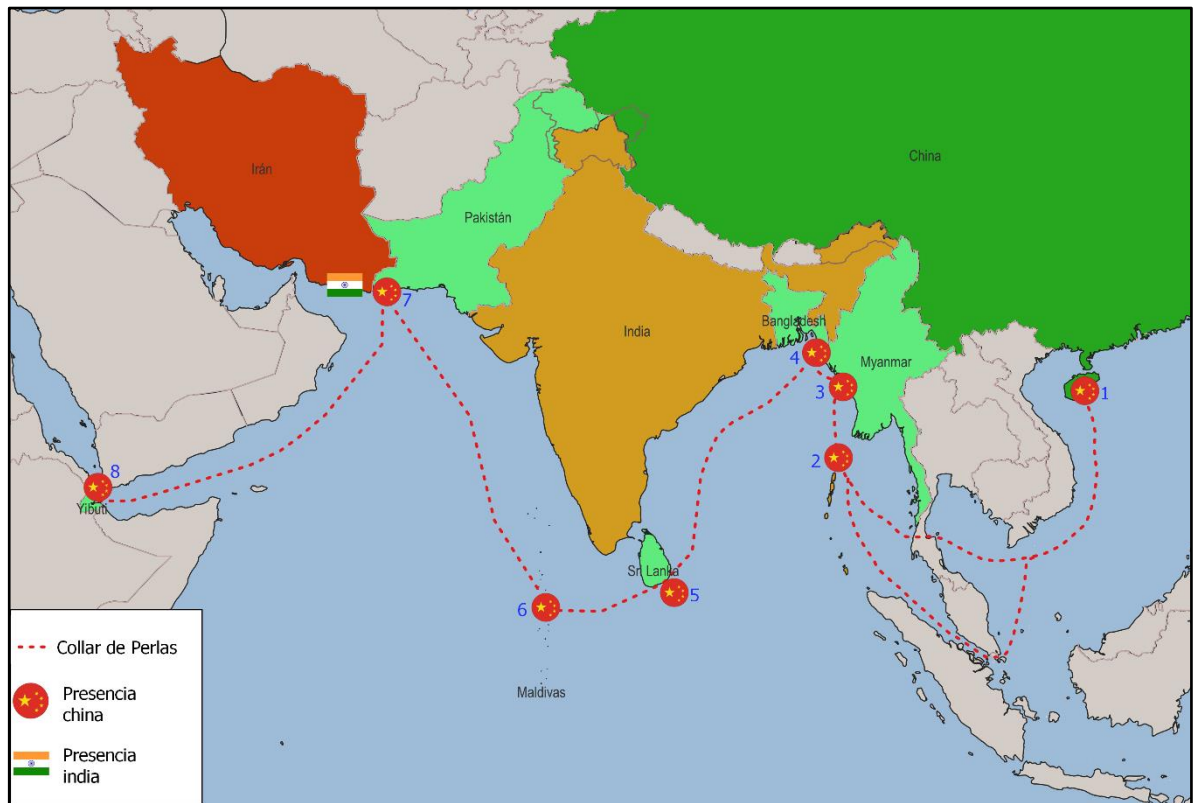 China
Irán
Pakistán
India
Bangladesh
Myanmar
7
4
3
1
2
8
Yibuti
Sri Lanka
5
6
Maldivas
Collar de Perlas
Presencia
china
Presencia
india